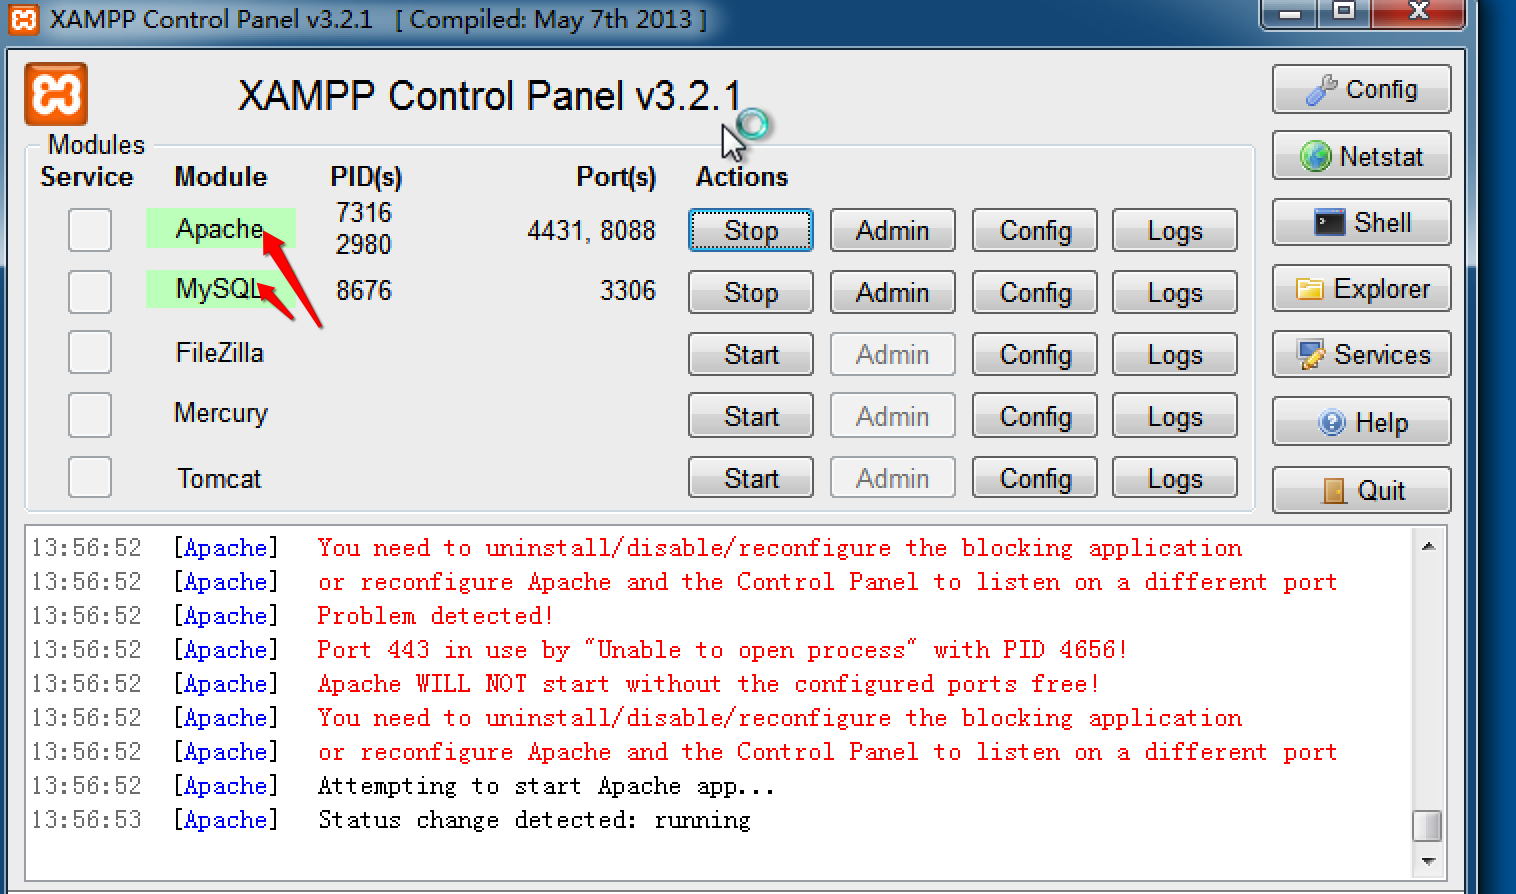 XAMPP Control Panel v3.2.1 [ Compiled: May 7th 2013 ]
XAMPP Control Panel v3.2.1
Config
Modules
Service Module PID(s) Port(s) Actions
Netstat
Apache 7316 2980 4431, 8088 Stop Admin Config Logs
Shell
MySQL 8676 3306 Stop Admin Config Logs
Explorer
FileZilla Start Admin Config Logs
Services
Mercury Start Admin Config Logs
Help
Tomcat Start Admin Config Logs
Quit
13:56:52 [Apache] You need to uninstall/disable/reconfigure the blocking application
13:56:52 [Apache] or reconfigure Apache and the Control Panel to listen on a different port
13:56:52 [Apache] Problem detected!
13:56:52 [Apache] Port 443 in use by "Unable to open process" with PID 4656!
13:56:52 [Apache] Apache WILL NOT start without the configured ports free!
13:56:52 [Apache] You need to uninstall/disable/reconfigure the blocking application
13:56:52 [Apache] or reconfigure Apache and the Control Panel to listen on a different port
13:56:52 [Apache] Attempting to start Apache app...
13:56:53 [Apache] Status change detected: running